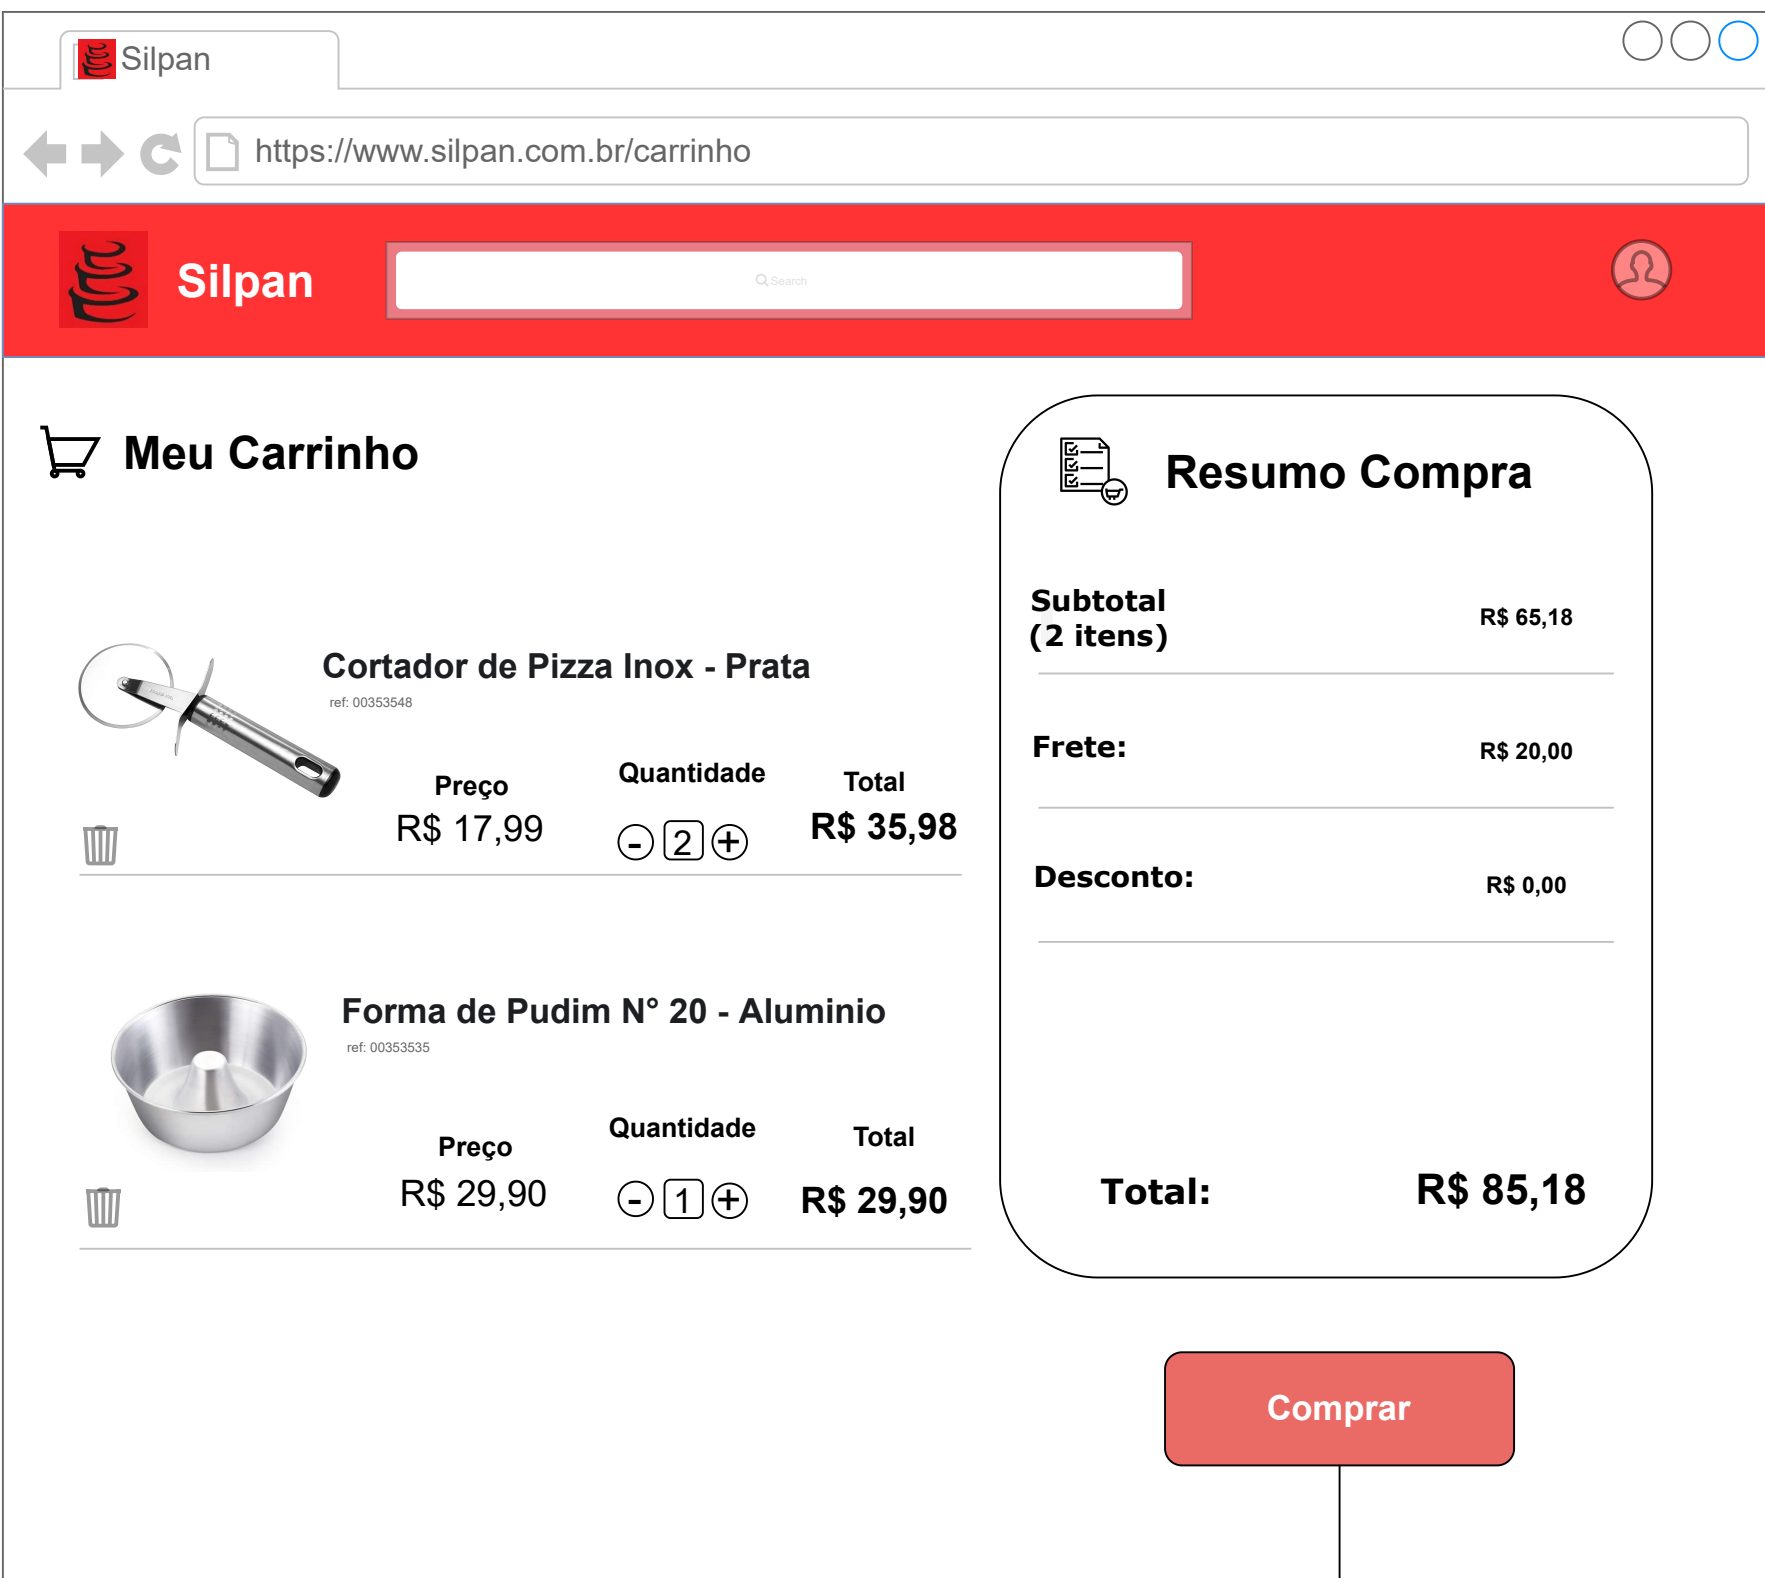 Silpan
https://www.silpan.com.br/carrinho
Silpan
Search
Meu Carrinho
Cortador de Pizza Inox - Prata
ref: 00353548
Preço
Quantidade
Total
R$ 17,99
- 2 +
R$ 35,98
Forma de Pudim N° 20 - Aluminio
ref: 00353535
Preço
Quantidade
Total
R$ 29,90
- 1 +
R$ 29,90
Resumo Compra
Subtotal
(2 itens)
R$ 65,18
Frete:
R$ 20,00
Desconto:
R$ 0,00
Total:
R$ 85,18
Comprar